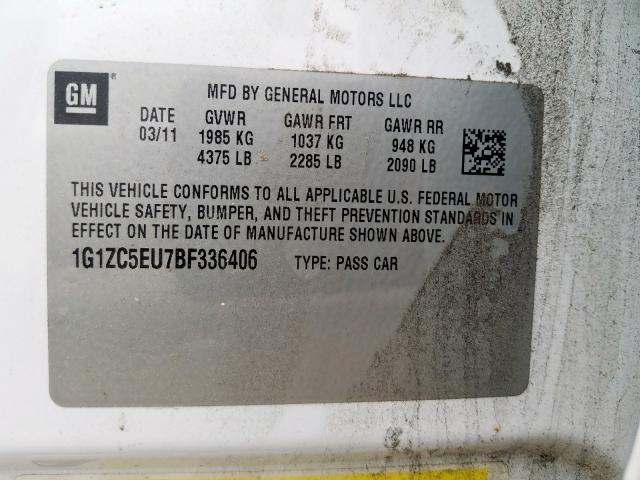 GM
MFD BY GENERAL MOTORS LLC
DATE GVWR GAWR FRT GAWR RR
03/11 1985 KG 1037 KG 948 KG
4375 LB 2285 LB 2090 LB
THIS VEHICLE CONFORMS TO ALL APPLICABLE U.S. FEDERAL MOTOR
VEHICLE SAFETY, BUMPER, AND THEFT PREVENTION STANDARDS IN
EFFECT ON THE DATE OF MANUFACTURE SHOWN ABOVE.
1G1ZC5EU7BF336406 TYPE: PASS CAR